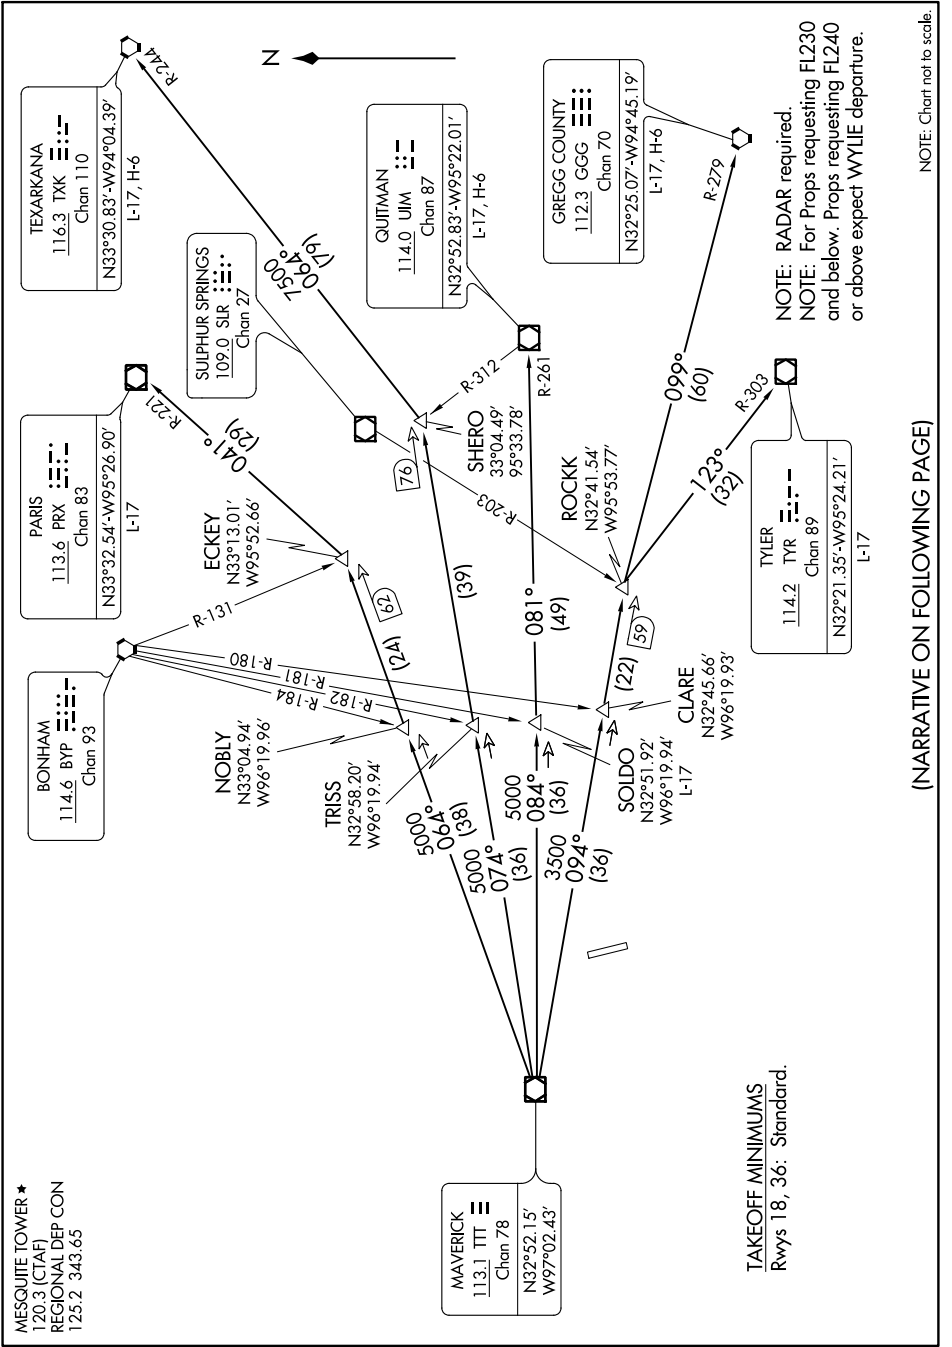 MESQUITE TOWER ★
120.3 (CTAF)
REGIONAL DEP CON
125.2 343.65
BONHAM
114.6 BYP
Chan 93
PARIS
113.6 PRX
Chan 83
N33°32.54′-W95°26.90′
L-17
TEXARKANA
116.3 TXK
Chan 110
N33°30.83′-W94°04.39′
L-17, H-6
SULPHUR SPRINGS
109.0 SLR
Chan 27
QUITMAN
114.0 UIM
Chan 87
N32°52.83′-W95°22.01′
L-17, H-6
GREGG COUNTY
112.3 GGG
Chan 70
N32°25.07′-W94°45.19′
L-17, H-6
TYLER
114.2 TYR
Chan 89
N32°21.35′-W95°24.21′
L-17
MAVERICK
113.1 TTT
Chan 78
N32°52.15′
W97°02.43′
N
R-244
R-221
R-131
R-180
R-181
R-182
R-184
R-312
R-261
R-203
R-279
R-303
ECKEY
N33°13.01′
W95°52.66′
NOBLY
N33°04.94′
W96°19.96′
TRISS
N32°58.20′
W96°19.94′
SOLDO
N32°51.92′
W96°19.94′
L-17
CLARE
N32°45.66′
W96°19.93′
SHERO
33°04.49′
95°33.78′
ROCKK
N32°41.54′
W95°53.77′
5000
064°
(38)
5000
074°
(36)
5000
084°
(36)
3500
094°
(36)
(24)
62
041°
(29)
(39)
76
7500
064°
(79)
081°
(49)
(22)
59
099°
(60)
123°
(32)
NOTE: RADAR required.
NOTE: For Props requesting FL230
and below. Props requesting FL240
or above expect WYLIE departure.
TAKEOFF MINIMUMS
Rwys 18, 36: Standard.
NOTE: Chart not to scale.
(NARRATIVE ON FOLLOWING PAGE)